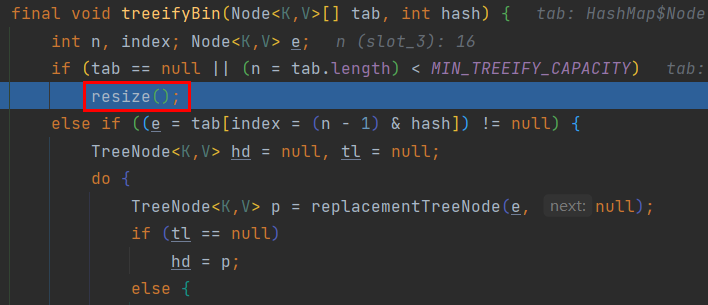 final void treeifyBin(Node<K,V>[] tab, int hash) {   tab: HashMap$Node
    int n, index; Node<K,V> e;   n (slot_3): 16
    if (tab == null || (n = tab.length) < MIN_TREEIFY_CAPACITY)   tab:
        resize();
    else if ((e = tab[index = (n - 1) & hash]) != null) {
        TreeNode<K,V> hd = null, tl = null;
        do {
            TreeNode<K,V> p = replacementTreeNode(e, next: null);
            if (tl == null)
                hd = p;
            else {